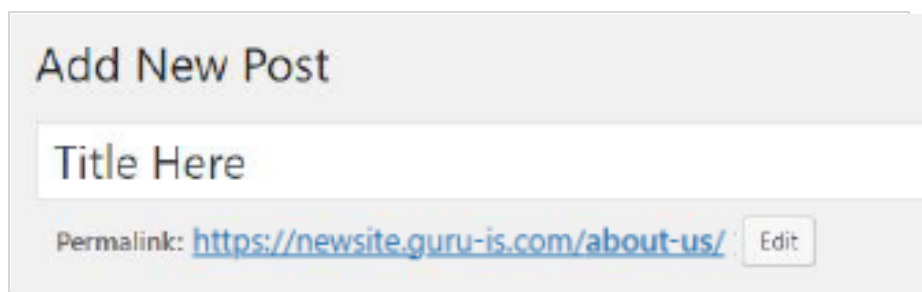 Add New Post
Title Here
Permalink: https://newsite.guru-is.com/about-us/ Edit